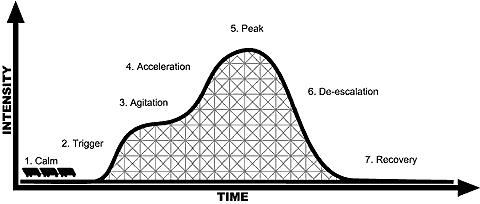 5. Peak
4. Acceleration
6. De-escalation
3. Agitation
2. Trigger
1. Calm
7. Recovery
INTENSITY
TIME